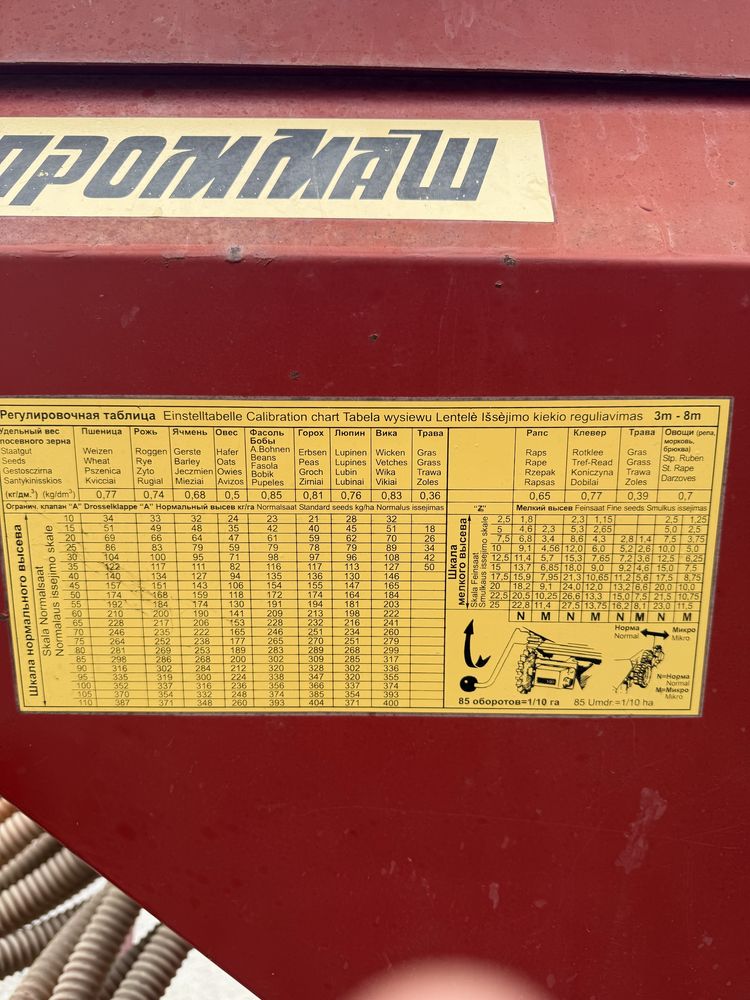 ПРОММАШ
Регулировочная таблица Einstelltabelle Calibration chart Tabela wysiewu Lentelė Išsėjimo kiekio reguliavimas 3m - 8m
Удельный вес посевного зерна Пшеница Рожь Ячмень Овес Фасоль Бобы Горох Люпин Вика Трава Рапс Клевер Трава Овощи (репа, морковь, брюква)
Staatgut Weizen Roggen Gerste Hafer A.Bohnen Erbsen Lupinen Wicken Gras Raps Rotklee Gras Stp. Ruben
Seeds Wheat Rye Barley Oats Beans Peas Lupines Vetches Grass Rape Tref-Read Grass St. Rape
Gestosczirna Pszenica Zyto Jeczmien Owies Fasola Bobik Groch Lubin Wika Trawa Rzepak Koniczyna Trawa Darzoves
Santykinisskios Kvicciai Rugial Mieziai Avizos Pupeles Zirniai Lubinai Vikiai Zoles Rapsas Dobilai Zoles
(кг/дм.³) (kg/dm³) 0,77 0,74 0,68 0,5 0,85 0,81 0,76 0,83 0,36 0,65 0,77 0,39 0,7
Огранич. клапан "А" Drosselklappe "A" Нормальный высев кг/га Normalsaat Standard seeds kg/ha Normalus issejimas
"Z" Мелкий высев Feinsaat Fine seeds Smulkus issejimas
Шкала нормального высева
Skala Normalsaat
Normalaus Issejimo skale
10 34 33 32 24 23 21 28 32
15 51 49 48 35 42 40 45 51 18
20 69 66 64 47 61 59 62 70 26
25 86 83 79 59 79 78 79 89 34
30 104 100 95 71 98 97 96 108 42
35 122 117 111 82 116 117 113 127 50
40 140 134 127 94 135 136 130 146
45 157 151 143 106 154 155 147 165
50 174 168 159 118 172 174 164 184
55 192 184 174 130 191 194 181 203
60 210 200 190 141 209 213 198 222
65 228 217 206 153 228 232 216 241
70 246 235 222 165 246 251 234 260
75 264 252 238 177 265 270 251 279
80 281 269 253 189 283 289 268 299
85 298 286 268 200 302 309 285 317
90 316 302 284 212 320 328 302 336
95 335 319 300 224 338 347 320 355
100 352 337 316 236 356 366 337 374
105 370 354 332 248 374 385 354 393
110 387 371 348 260 393 404 371 400
Шкала мелкого высева
Skala Feinsaat
Smulkaus issejimo skale
2,5 1,8 2,3 1,15 2,5 1,25
5 4,6 2,3 5,3 2,65 5,0 2,5
7,5 6,8 3,4 8,6 4,3 2,8 1,4 7,5 3,75
10 9,1 4,56 12,0 6,0 5,2 2,6 10,0 5,0
12,5 11,4 5,7 15,3 7,65 7,2 3,6 12,5 6,25
15 13,7 6,85 18,0 9,0 9,2 4,6 15,0 7,5
17,5 15,9 7,95 21,3 10,65 11,2 5,6 17,5 8,75
20 18,2 9,1 24,0 12,0 13,2 6,6 20,0 10,0
22,5 20,5 10,25 26,6 13,3 15,0 7,5 21,5 10,75
25 22,8 11,4 27,5 13,75 16,2 8,1 23,0 11,5
N M N M N M N M
Норма
Normal
Микро
Mikro.
N=Норма
Normal
M=Микро
Mikro
85 оборотов=1/10 га 85 Umdr.=1/10 ha